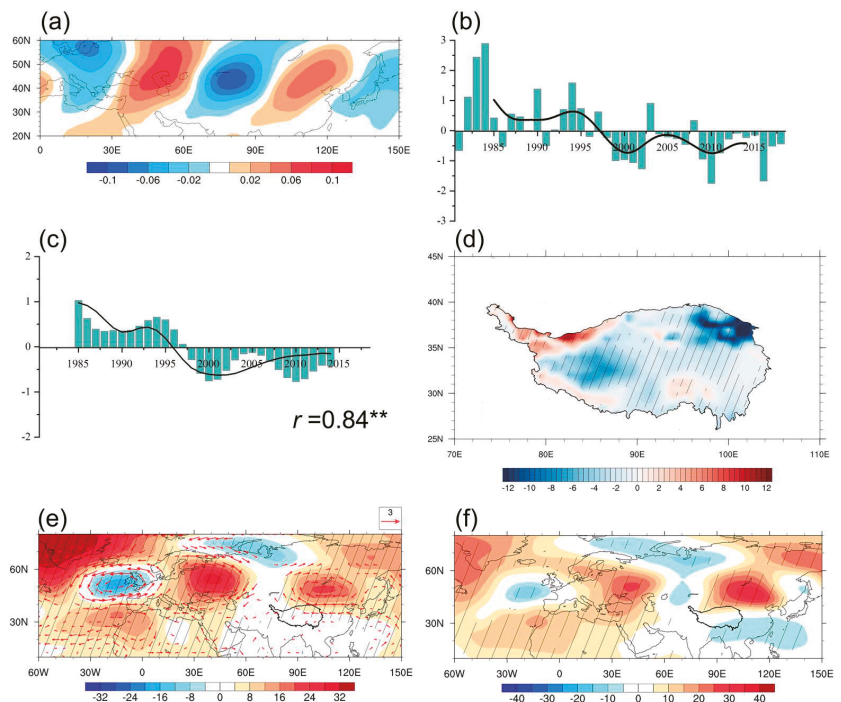 (a)
60N
50N
40N
30N
20N
0 30E 60E 90E 120E 150E
-0.1 -0.06 -0.02 0.02 0.06 0.1
(b)
3
2
1
0
-1
-2
-3
1985 1990 1995 2000 2005 2010 2015
(c)
2
1
0
-1
-2
1985 1990 1995 2000 2005 2010 2015
r =0.84**
(d)
45N
40N
35N
30N
25N
70E 80E 90E 100E 110E
-12 -10 -8 -6 -4 -2 0 2 4 6 8 10 12
(e)
3
60N
30N
60W 30W 0 30E 60E 90E 120E 150E
-32 -24 -16 -8 0 8 16 24 32
(f)
60N
30N
60W 30W 0 30E 60E 90E 120E 150E
-40 -30 -20 -10 0 10 20 30 40